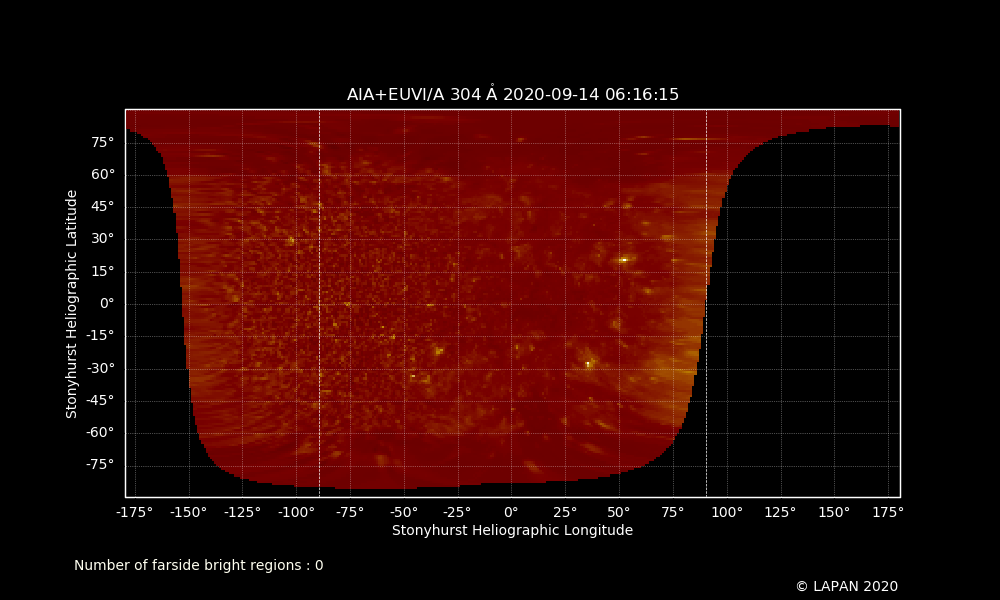 AIA+EUVI/A 304 Å 2020-09-14 06:16:15
75°
60°
45°
30°
15°
0°
-15°
-30°
-45°
-60°
-75°
Stonyhurst Heliographic Latitude
-175° -150° -125° -100° -75° -50° -25° 0° 25° 50° 75° 100° 125° 150° 175°
Stonyhurst Heliographic Longitude
Number of farside bright regions : 0
© LAPAN 2020